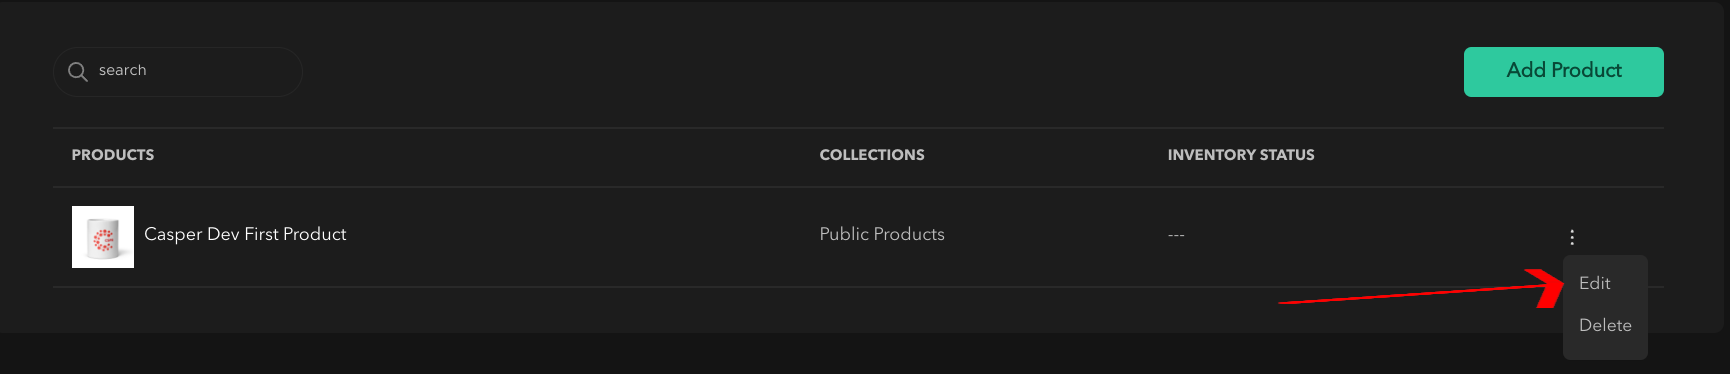 search
Add Product
PRODUCTS COLLECTIONS INVENTORY STATUS
Casper Dev First Product Public Products ---
Edit
Delete